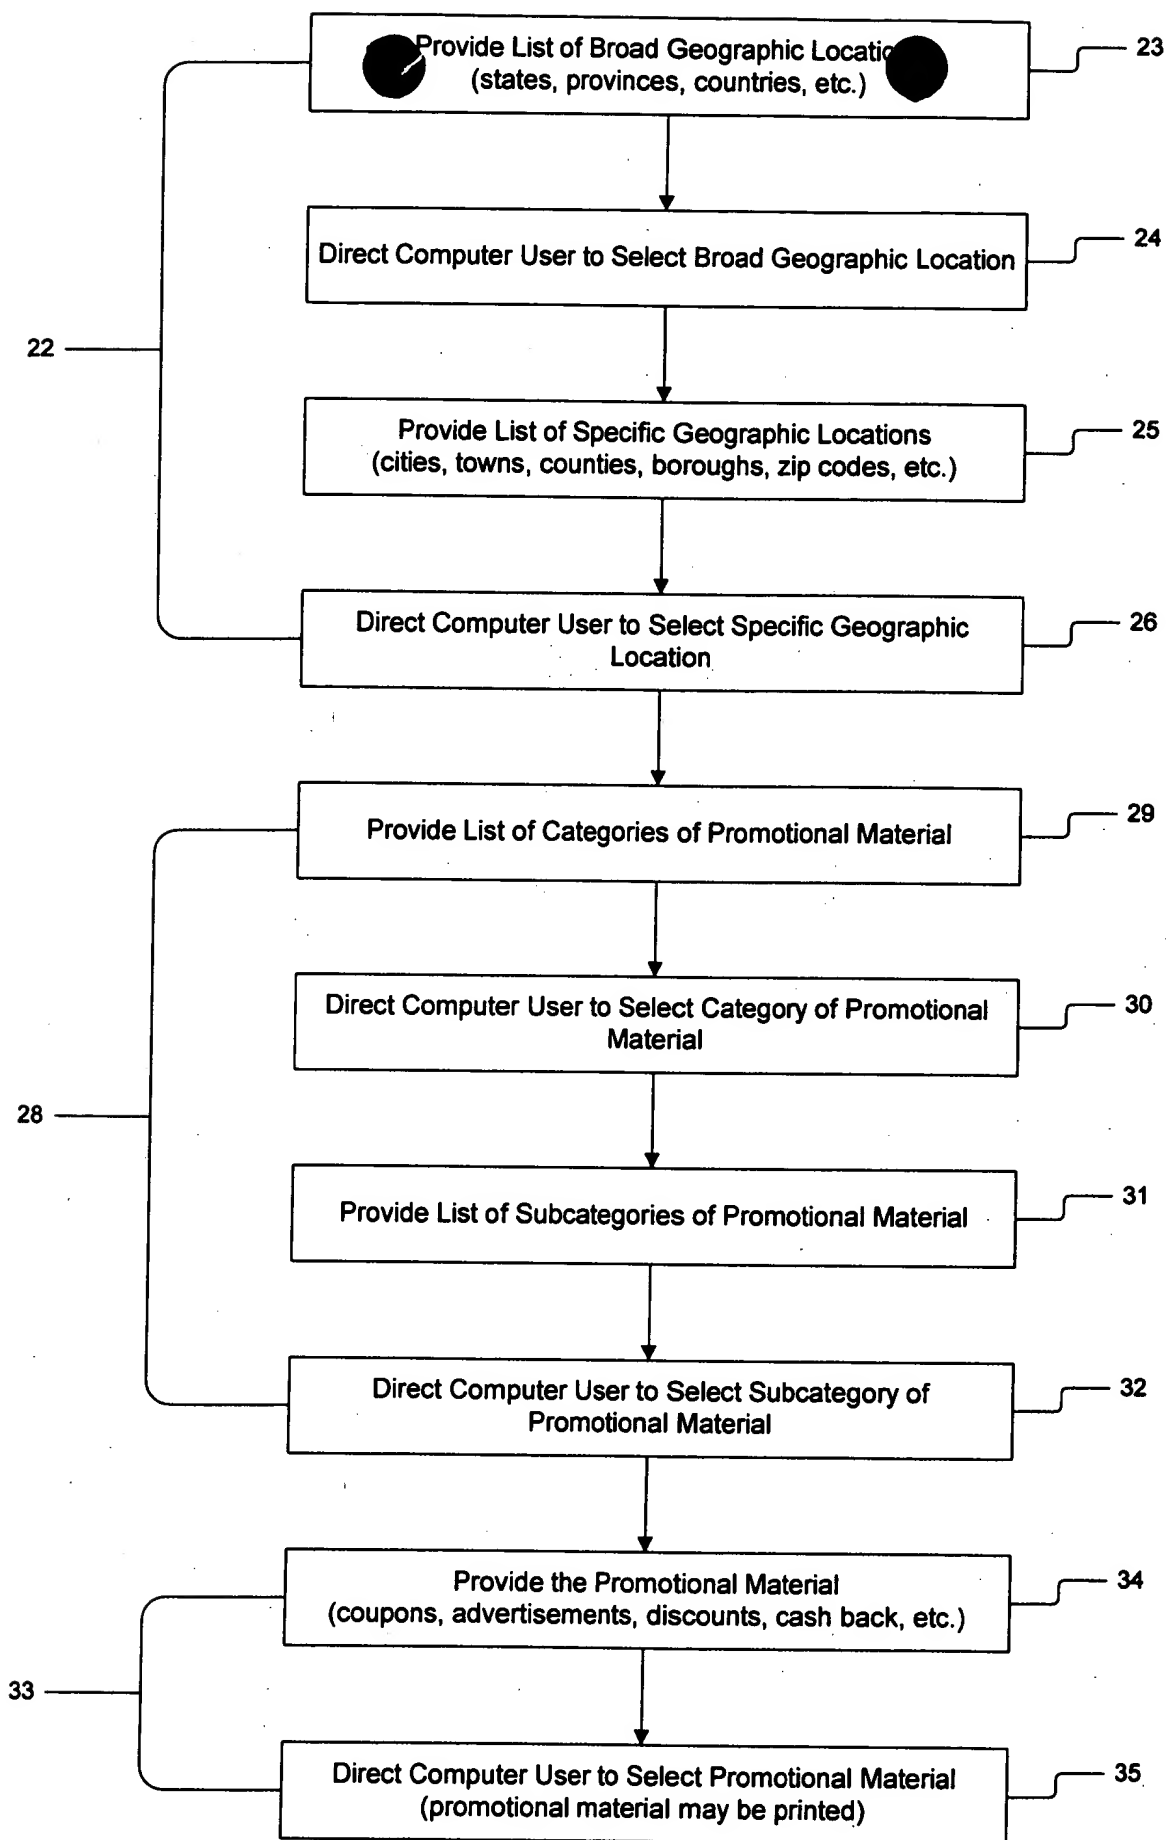 Provide List of Broad Geographic Locatio
(states, provinces, countries, etc.)
23
Direct Computer User to Select Broad Geographic Location
24
22
Provide List of Specific Geographic Locations
(cities, towns, counties, boroughs, zip codes, etc.)
25
Direct Computer User to Select Specific Geographic
Location
26
Provide List of Categories of Promotional Material
29
Direct Computer User to Select Category of Promotional
Material
30
28
Provide List of Subcategories of Promotional Material
31
Direct Computer User to Select Subcategory of
Promotional Material
32
Provide the Promotional Material
(coupons, advertisements, discounts, cash back, etc.)
34
33
Direct Computer User to Select Promotional Material
(promotional material may be printed)
35